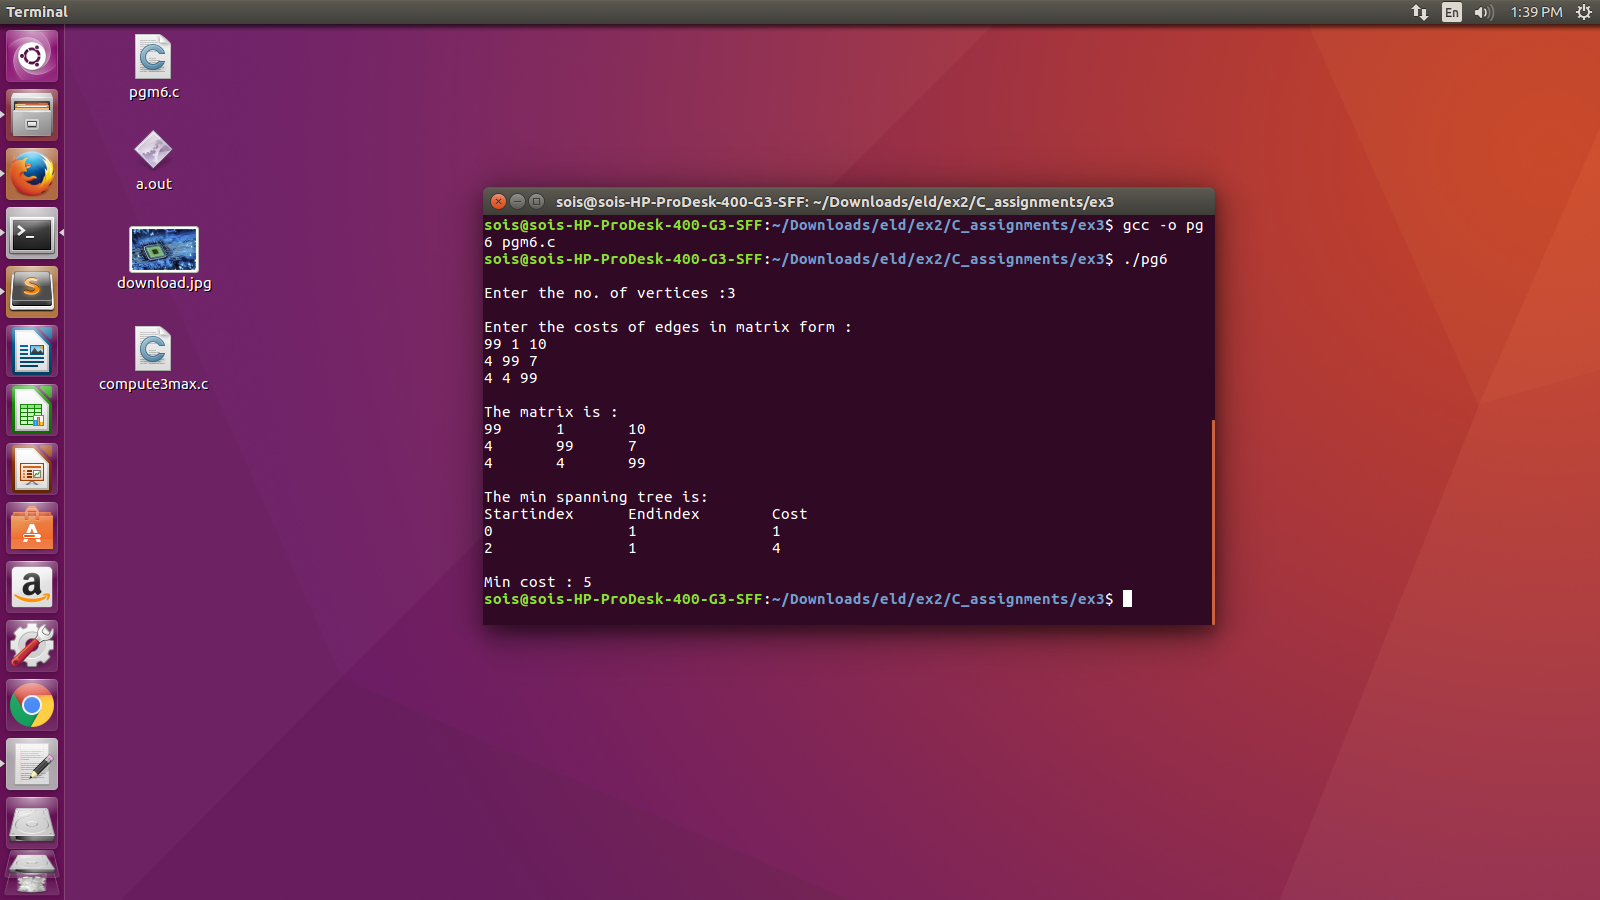 Terminal
En
1:39 PM
pgm6.c
a.out
download.jpg
compute3max.c
sois@sois-HP-ProDesk-400-G3-SFF: ~/Downloads/eld/ex2/C_assignments/ex3
sois@sois-HP-ProDesk-400-G3-SFF:~/Downloads/eld/ex2/C_assignments/ex3$ gcc -o pg
6 pgm6.c
sois@sois-HP-ProDesk-400-G3-SFF:~/Downloads/eld/ex2/C_assignments/ex3$ ./pg6
Enter the no. of vertices :3
Enter the costs of edges in matrix form :
99 1 10
4 99 7
4 4 99
The matrix is :
99 1 10
4 99 7
4 4 99
The min spanning tree is:
Startindex Endindex Cost
0 1 1
2 1 4
Min cost : 5
sois@sois-HP-ProDesk-400-G3-SFF:~/Downloads/eld/ex2/C_assignments/ex3$